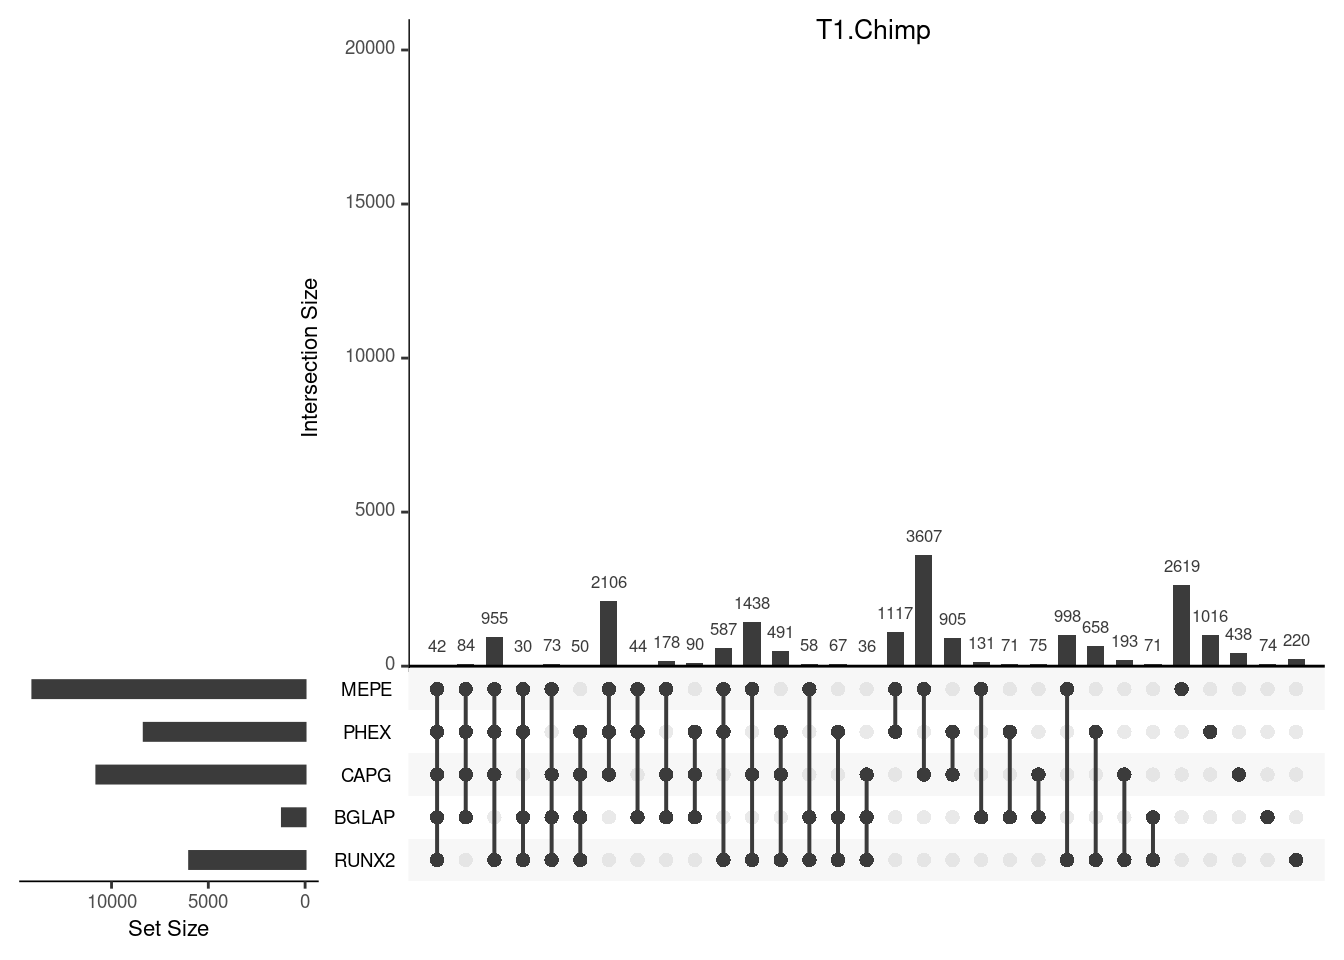 T1.Chimp
20000
15000
10000
5000
0
Intersection Size
42 84 955 30 73 50 2106 44 178 90 587 1438 491 58 67 36 1117 3607 905 131 71 75 998 658 193 71 2619 1016 438 74 220
MEPE
PHEX
CAPG
BGLAP
RUNX2
10000 5000 0
Set Size